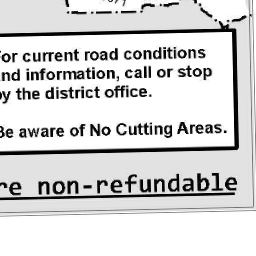 For current road conditions
and information, call or stop
by the district office.
Be aware of No Cutting Areas.
re non-refundable